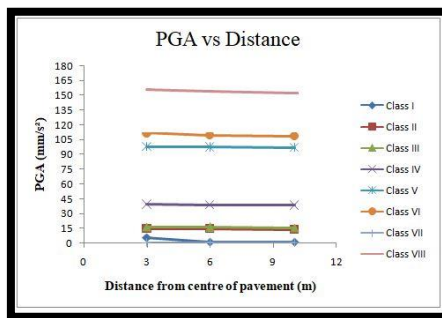 PGA vs Distance
180
165
150
135
120
105
90
75
60
45
30
15
0
PGA (mm/s²)
0 3 6 9 12
Distance from centre of pavement (m)
Class I
Class II
Class III
Class IV
Class V
Class VI
Class VII
Class VIII